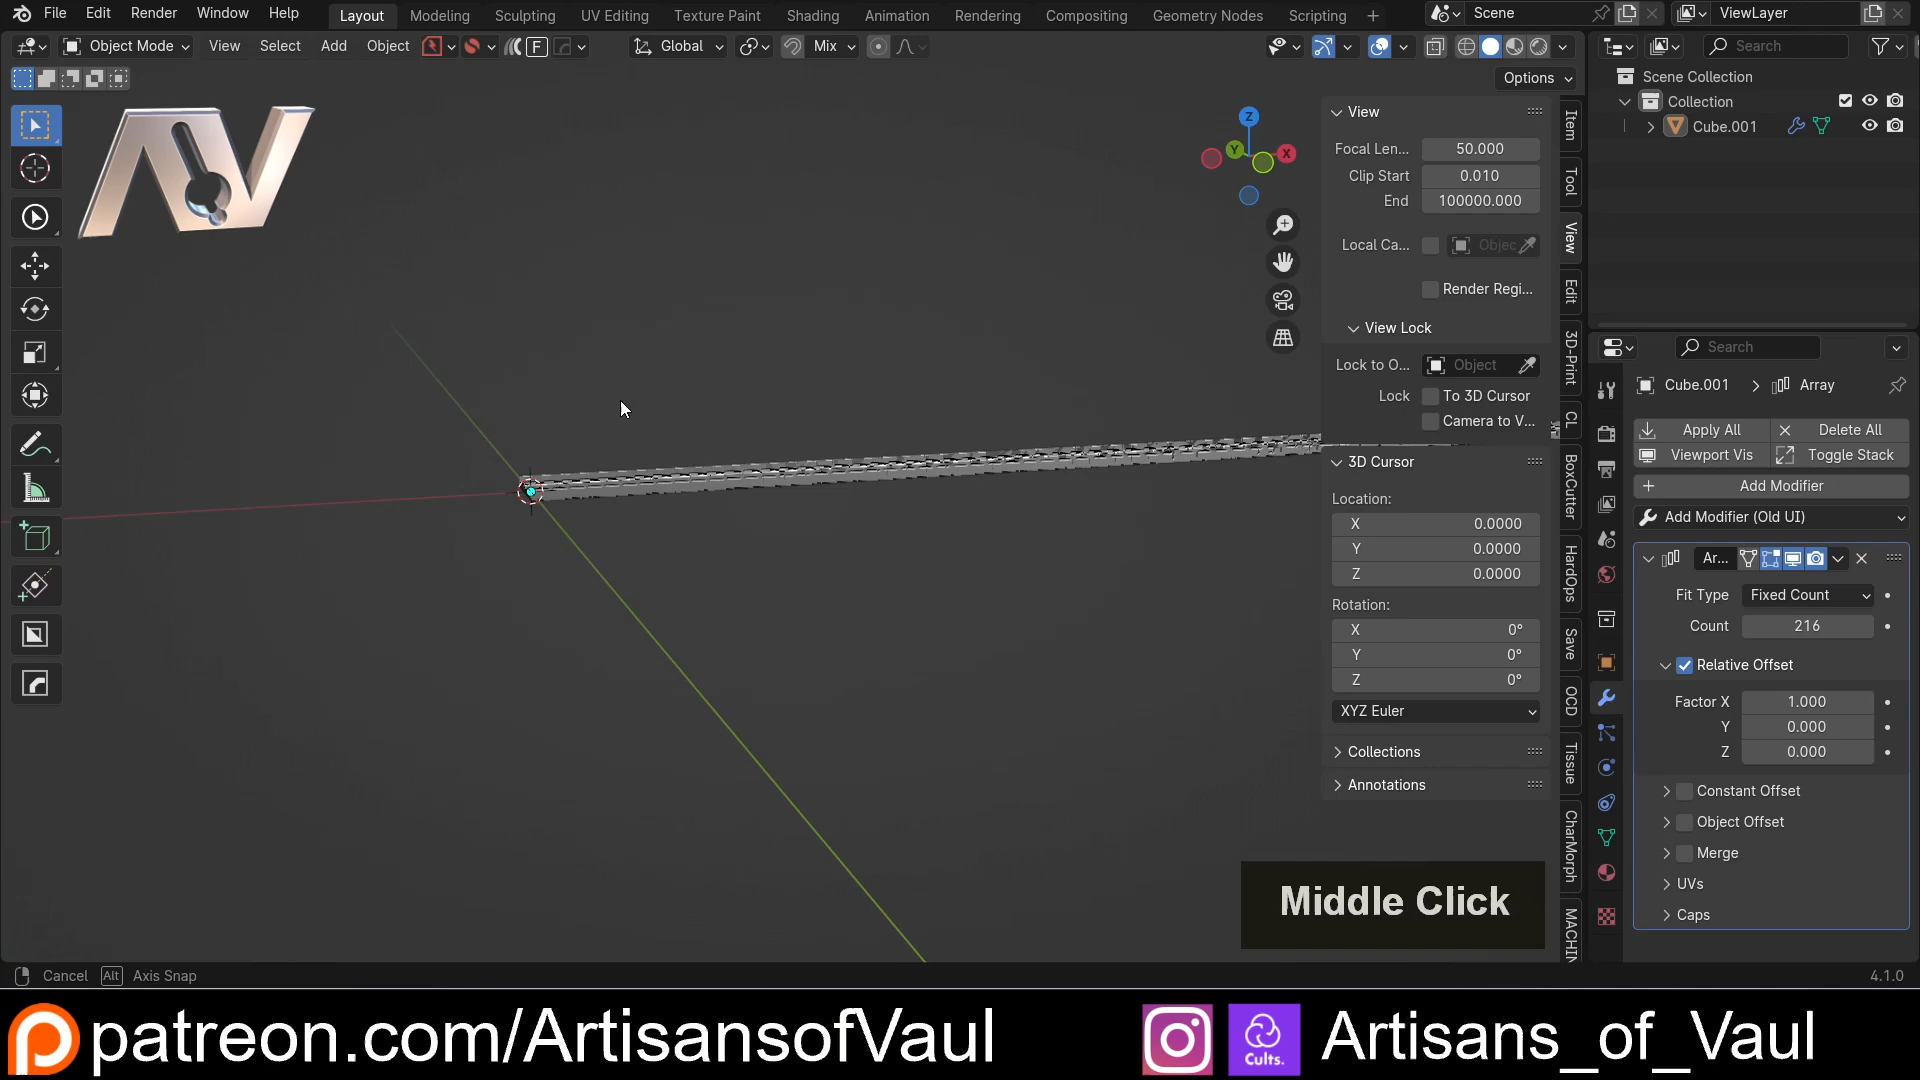 File Edit Render Window Help Layout Modeling Sculpting UV Editing Texture Paint Shading Animation Rendering Compositing Geometry Nodes Scripting + Scene ViewLayer
Object Mode View Select Add Object F Global Mix Search
Options
Scene Collection
Collection
Cube.001
Z
Y
X
View
Focal Len... 50.000
Clip Start 0.010
End 100000.000
Local Ca... Objec
Render Regi...
View Lock
Lock to O... Object
Lock To 3D Cursor
Camera to V...
3D Cursor
Location:
X 0.0000
Y 0.0000
Z 0.0000
Rotation:
X 0°
Y 0°
Z 0°
XYZ Euler
Collections
Annotations
Item
Tool
View
Edit
3D-Print
CL
BoxCutter
HardOps
Save
OCD
Tissue
CharMorph
MACHIN
Search
Cube.001 > Array
Apply All Delete All
Viewport Vis Toggle Stack
Add Modifier
Add Modifier (Old UI)
Ar...
Fit Type Fixed Count
Count 216
Relative Offset
Factor X 1.000
Y 0.000
Z 0.000
Constant Offset
Object Offset
Merge
UVs
Caps
Middle Click
Cancel Alt Axis Snap 4.1.0
patreon.com/ArtisansofVaul Cults. Artisans_of_Vaul